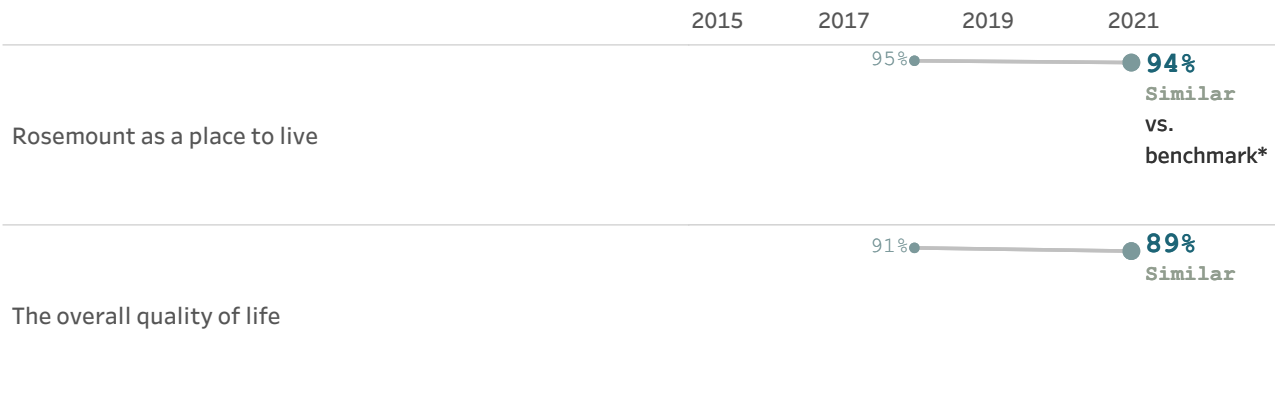 2015 2017 2019 2021
95% 94%
Similar
Rosemount as a place to live
vs.
benchmark*
91% 89%
Similar
The overall quality of life